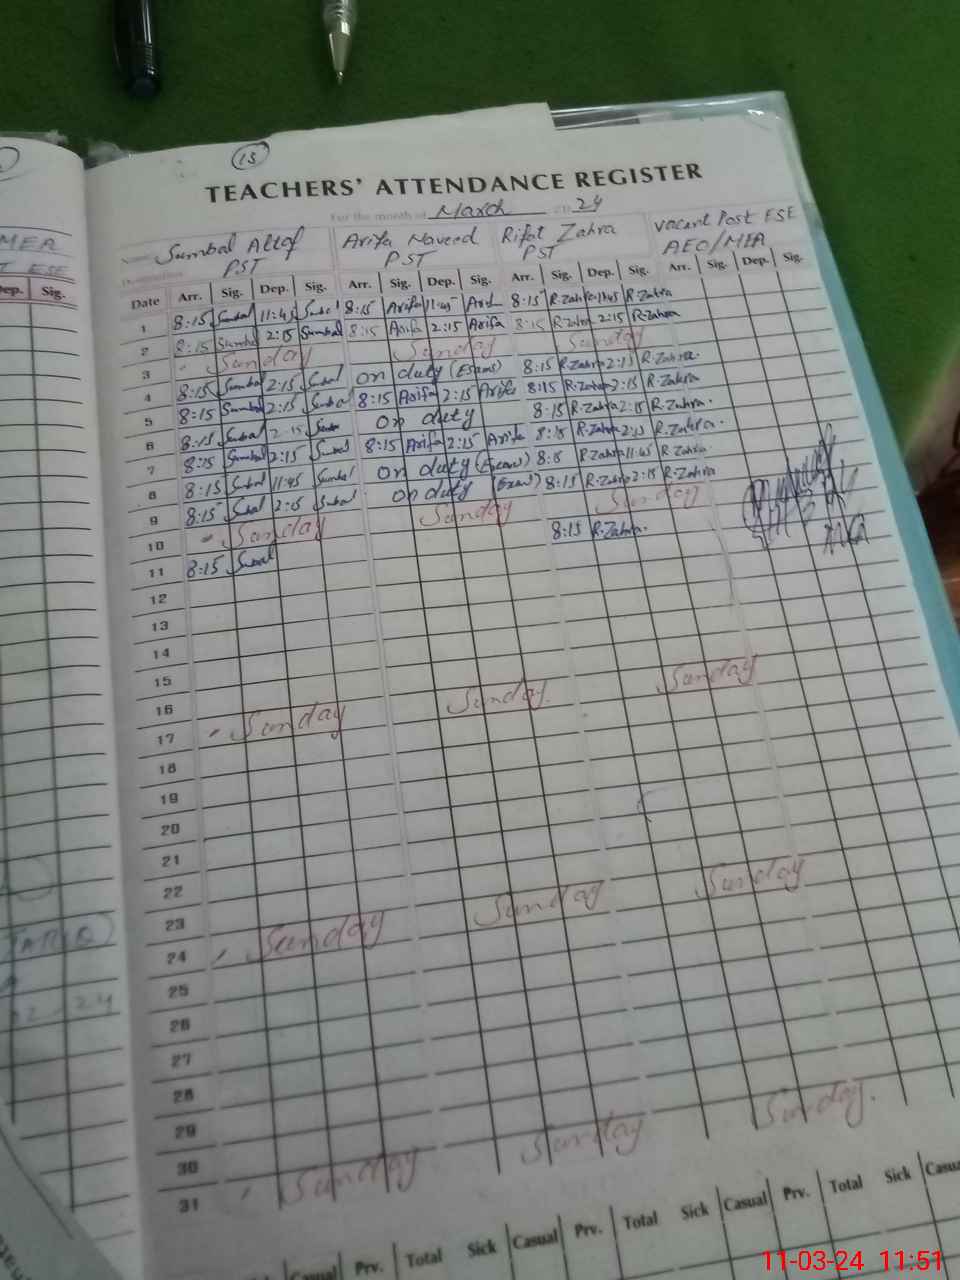 15
TEACHERS' ATTENDANCE REGISTER
For the month of March 24
Sumbal Altaf Arifa Naveed Rifat Zahra vacant Post ESE
PST PST PST AEO/MEA
Date Arr. Sig. Dep. Sig. Arr. Sig. Dep. Sig. Arr. Sig. Dep. Sig. Arr. Sig. Dep. Sig.
1 8:15 Sumbal 11:45 Sumbal 8:15 Arifa 11:45 Arifa 8:15 R.Zahra 11:45 R.Zahra
2 8:15 Sumbal 2:15 Sumbal 8:15 Arifa 2:15 Arifa 8:15 R.Zahra 2:15 R.Zahra
3 Sunday Sunday Sunday
4 8:15 Sumbal 2:15 Sumbal on duty (Exams) 8:15 R.Zahra 2:15 R.Zahra.
5 8:15 Sumbal 2:15 Sumbal 8:15 Arifa 2:15 Arifa 8:15 R.Zahra 2:15 R.Zahra
6 8:15 Sumbal 2:15 Sumbal on duty 8:15 R.Zahra 2:15 R.Zahra.
7 8:15 Sumbal 2:15 Sumbal 8:15 Arifa 2:15 Arifa 8:15 R.Zahra 2:15 R.Zahra.
8 8:15 Sumbal 11:45 Sumbal on duty (Exams) 8:15 R.Zahra 11:45 R.Zahra
9 8:15 Sumbal 2:15 Sumbal on duty (Exam) 8:15 R.Zahra 2:15 R.Zahra
10 Sunday Sunday Sunday
11 8:15 Sumbal 8:15 R.Zahra.
12
13
14
15
16
17 Sunday Sunday. Sunday
18
19
20
21
22
23
24 Sunday Sunday Sunday
25
26
27
28
29
30
31 Sunday Sunday Sunday.
Casual Prv. Total Sick Casual Prv. Total Sick Casual Prv. Total Sick Casual
MEA
ESE
Dep. Sig.
11-03-24 11:51